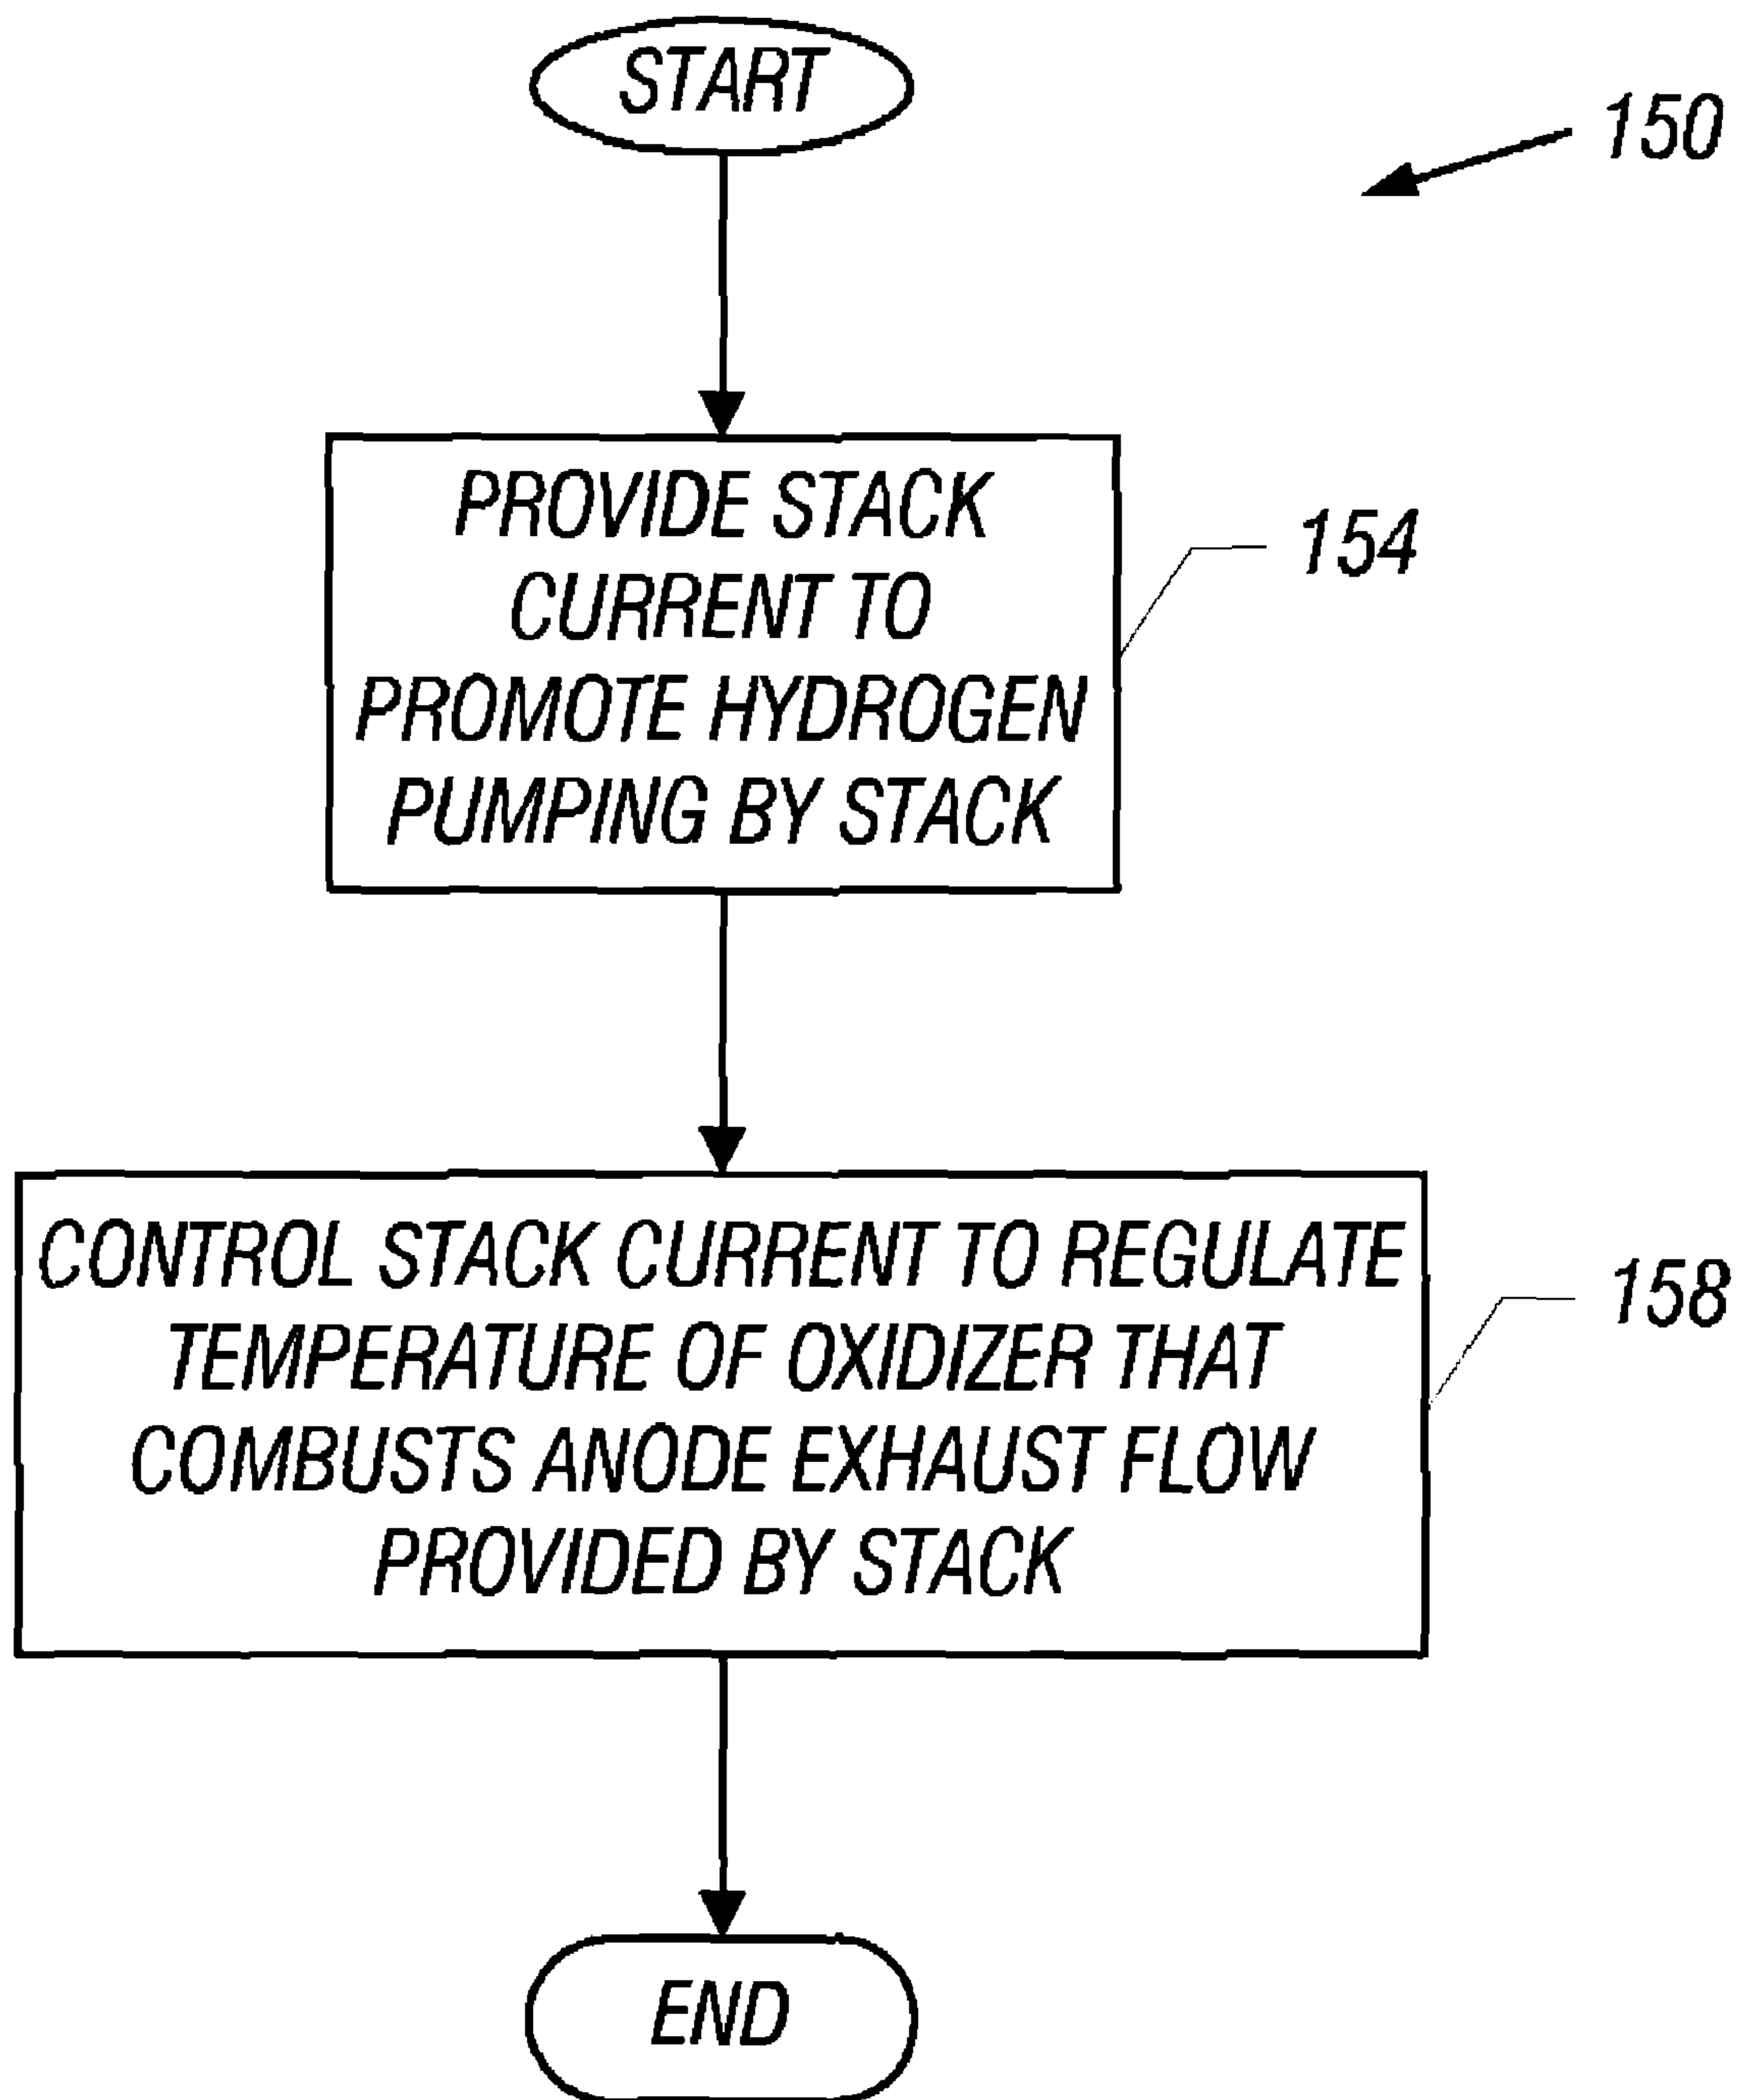 START
150
PROVIDE STACK
CURRENT TO
PROMOTE HYDROGEN
PUMPING BY STACK
154
CONTROL STACK CURRENT TO REGULATE
TEMPERATURE OF OXIDIZER THAT
COMBUSTS ANODE EXHAUST FLOW
PROVIDED BY STACK
158
END